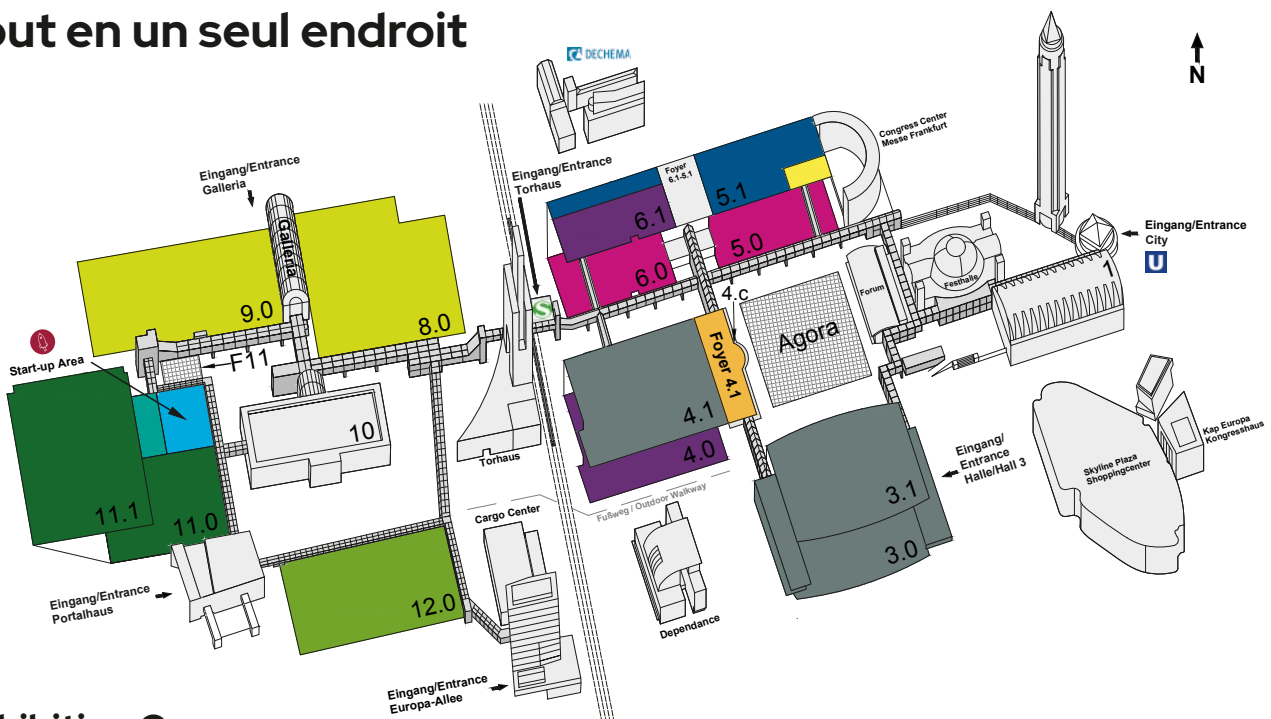 out en un seul endroit
DECHEMA
N
Congress Center
Messe Frankfurt
Eingang/Entrance
Galleria
Eingang/Entrance
Torhaus
Foyer
6.1-5.1
5.1
6.1
Galleria
5.0
6.0
Eingang/Entrance
City
U
Festhalle
1
Forum
4.c
9.0
8.0
S
Agora
Start-up Area
F11
Foyer 4.1
4.1
10
4.0
Torhaus
Kap Europa
Kongresshaus
Skyline Plaza
Shoppingcenter
Eingang/
Entrance
Halle/Hall 3
3.1
11.1
11.0
Fußweg / Outdoor Walkway
Cargo Center
3.0
Eingang/Entrance
Portalhaus
12.0
Dependance
Eingang/Entrance
Europa-Allee